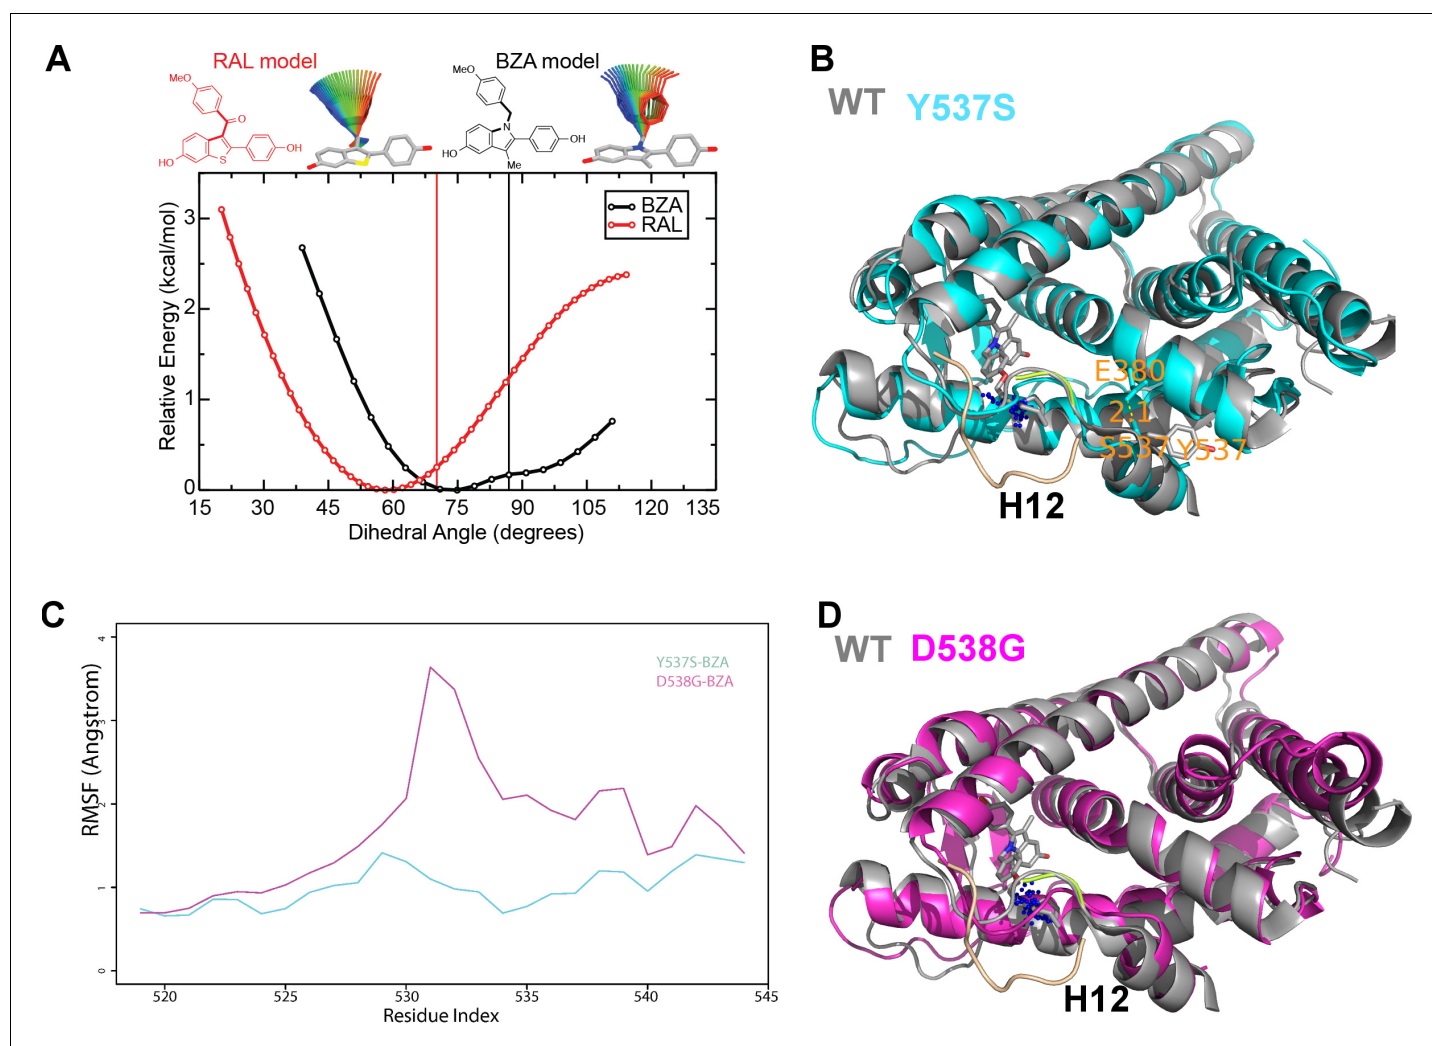 A
RAL model
BZA model
MeO
O
HO
S
OH
MeO
N
HO
Me
OH
BZA
RAL
Relative Energy (kcal/mol)
3
2
1
0
15 30 45 60 75 90 105 120 135
Dihedral Angle (degrees)
B
WT Y537S
E380
2:1
S537 Y537
H12
C
Y537S-BZA
D538G-BZA
RMSF (Angstrom)
4
3
2
1
0
520 525 530 535 540 545
Residue Index
D
WT D538G
H12